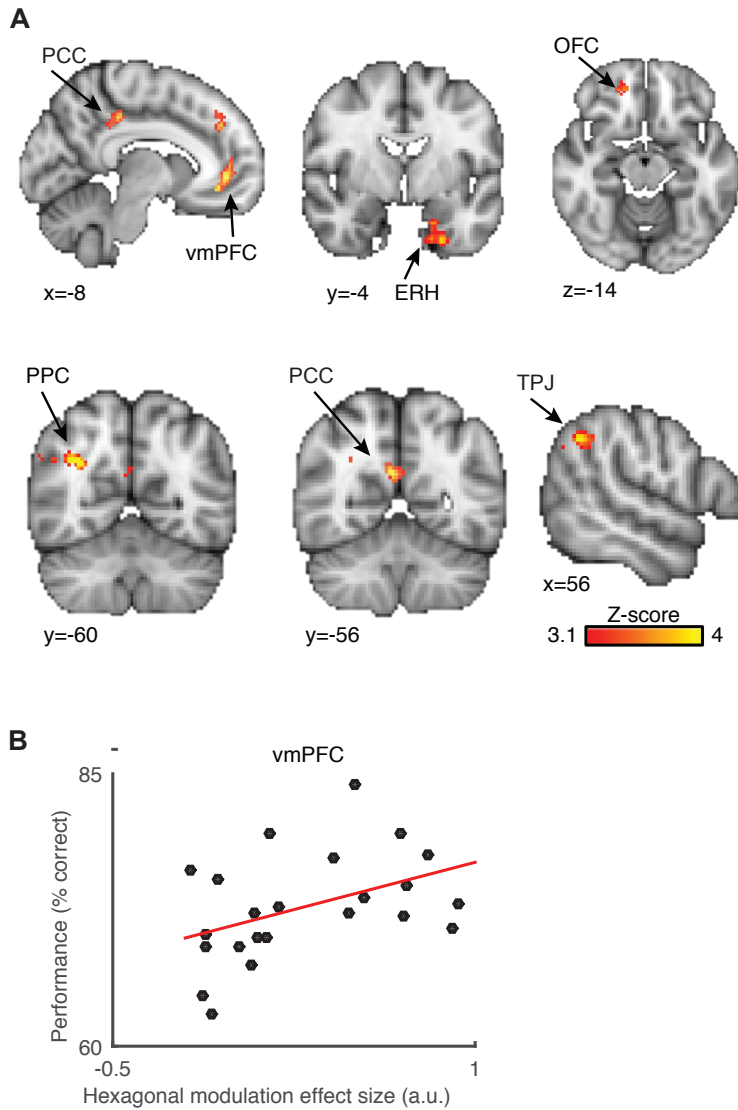 A
PCC
OFC
vmPFC
ERH
x=-8
y=-4
z=-14
PPC
PCC
TPJ
x=56
y=-60
y=-56
Z-score
3.1
4
B
vmPFC
85
Performance (% correct)
60
-0.5
1
Hexagonal modulation effect size (a.u.)